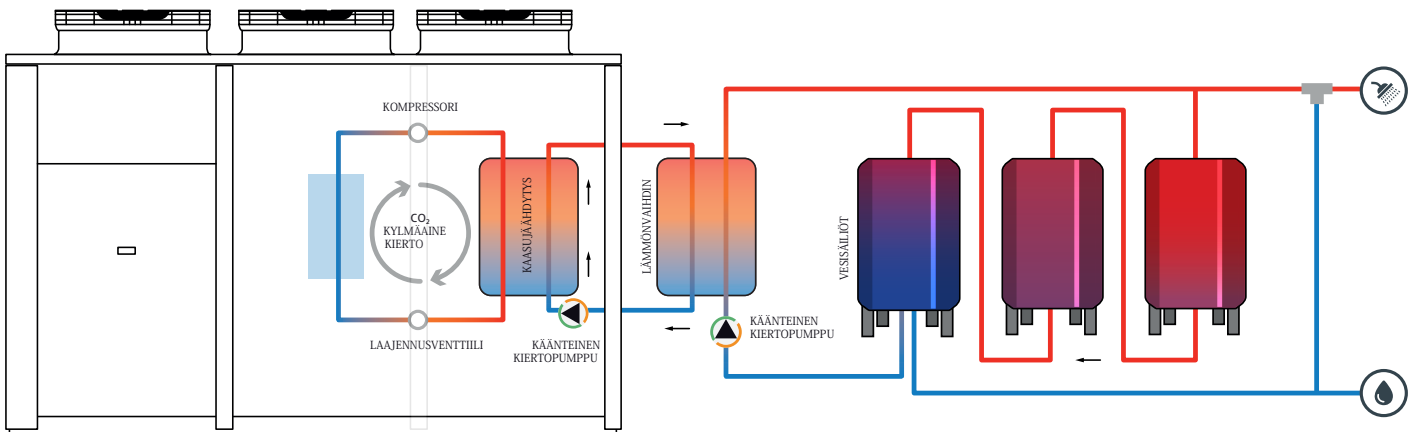 KOMPRESSORI
CO₂
KYLMÄAINE
KIERTO
LAAJENNUSVENTTIILI
KAASUJÄÄHDYTYS
KÄÄNTEINEN
KIERTOPUMPPU
LÄMMÖNVAIHDIN
KÄÄNTEINEN
KIERTOPUMPPU
VESISÄILIÖT